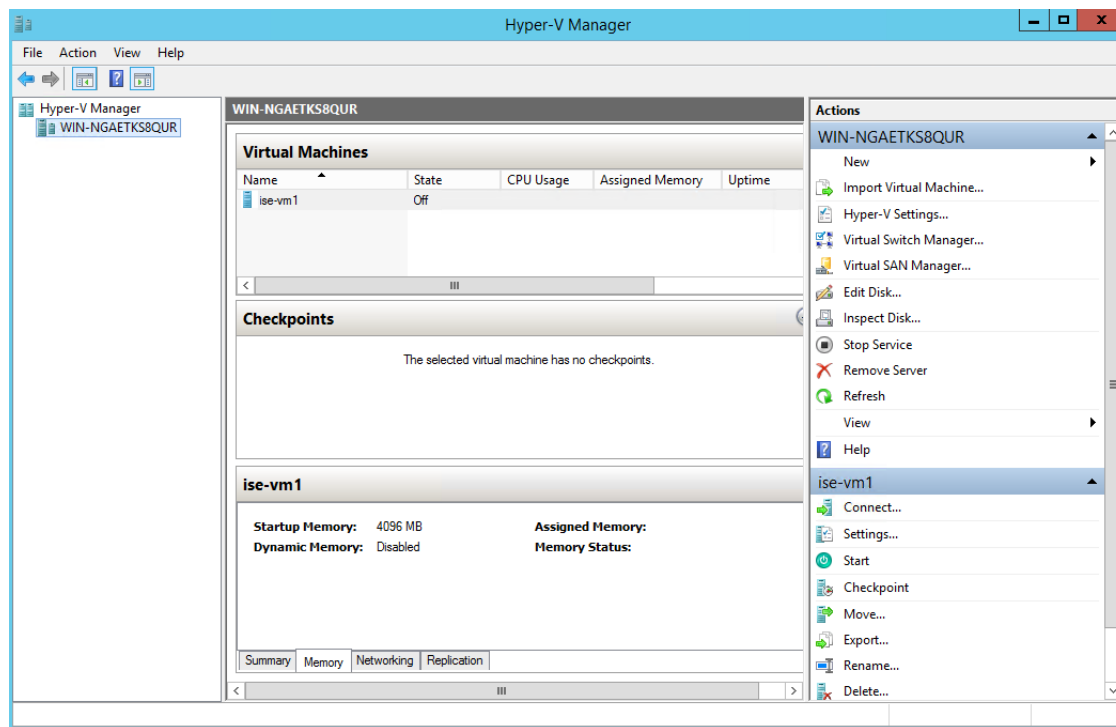 Hyper-V Manager
File Action View Help
Hyper-V Manager
WIN-NGAETKS8QUR
WIN-NGAETKS8QUR
Virtual Machines
Name State CPU Usage Assigned Memory Uptime
ise-vm1 Off
Checkpoints
The selected virtual machine has no checkpoints.
ise-vm1
Startup Memory: 4096 MB Assigned Memory:
Dynamic Memory: Disabled Memory Status:
Summary Memory Networking Replication
Actions
WIN-NGAETKS8QUR
New
Import Virtual Machine...
Hyper-V Settings...
Virtual Switch Manager...
Virtual SAN Manager...
Edit Disk...
Inspect Disk...
Stop Service
Remove Server
Refresh
View
Help
ise-vm1
Connect...
Settings...
Start
Checkpoint
Move...
Export...
Rename...
Delete...